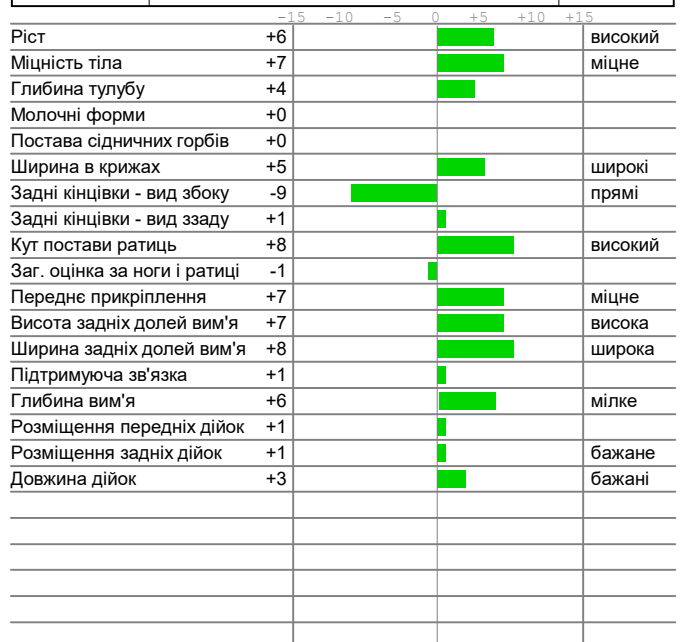 -15 -10 -5 0 +5 +10 +15
Ріст +6 високий
Міцність тіла +7 міцне
Глибина тулубу +4
Молочні форми +0
Постава сідничних горбів +0
Ширина в крижах +5 широкі
Задні кінцівки - вид збоку -9 прямі
Задні кінцівки - вид ззаду +1
Кут постави ратиць +8 високий
Заг. оцінка за ноги і ратиці -1
Переднє прикріплення +7 міцне
Висота задніх долей вим'я +7 висока
Ширина задніх долей вим'я +8 широка
Підтримуюча зв'язка +1
Глибина вим'я +6 мілке
Розміщення передніх дійок +1
Розміщення задніх дійок +1 бажане
Довжина дійок +3 бажані